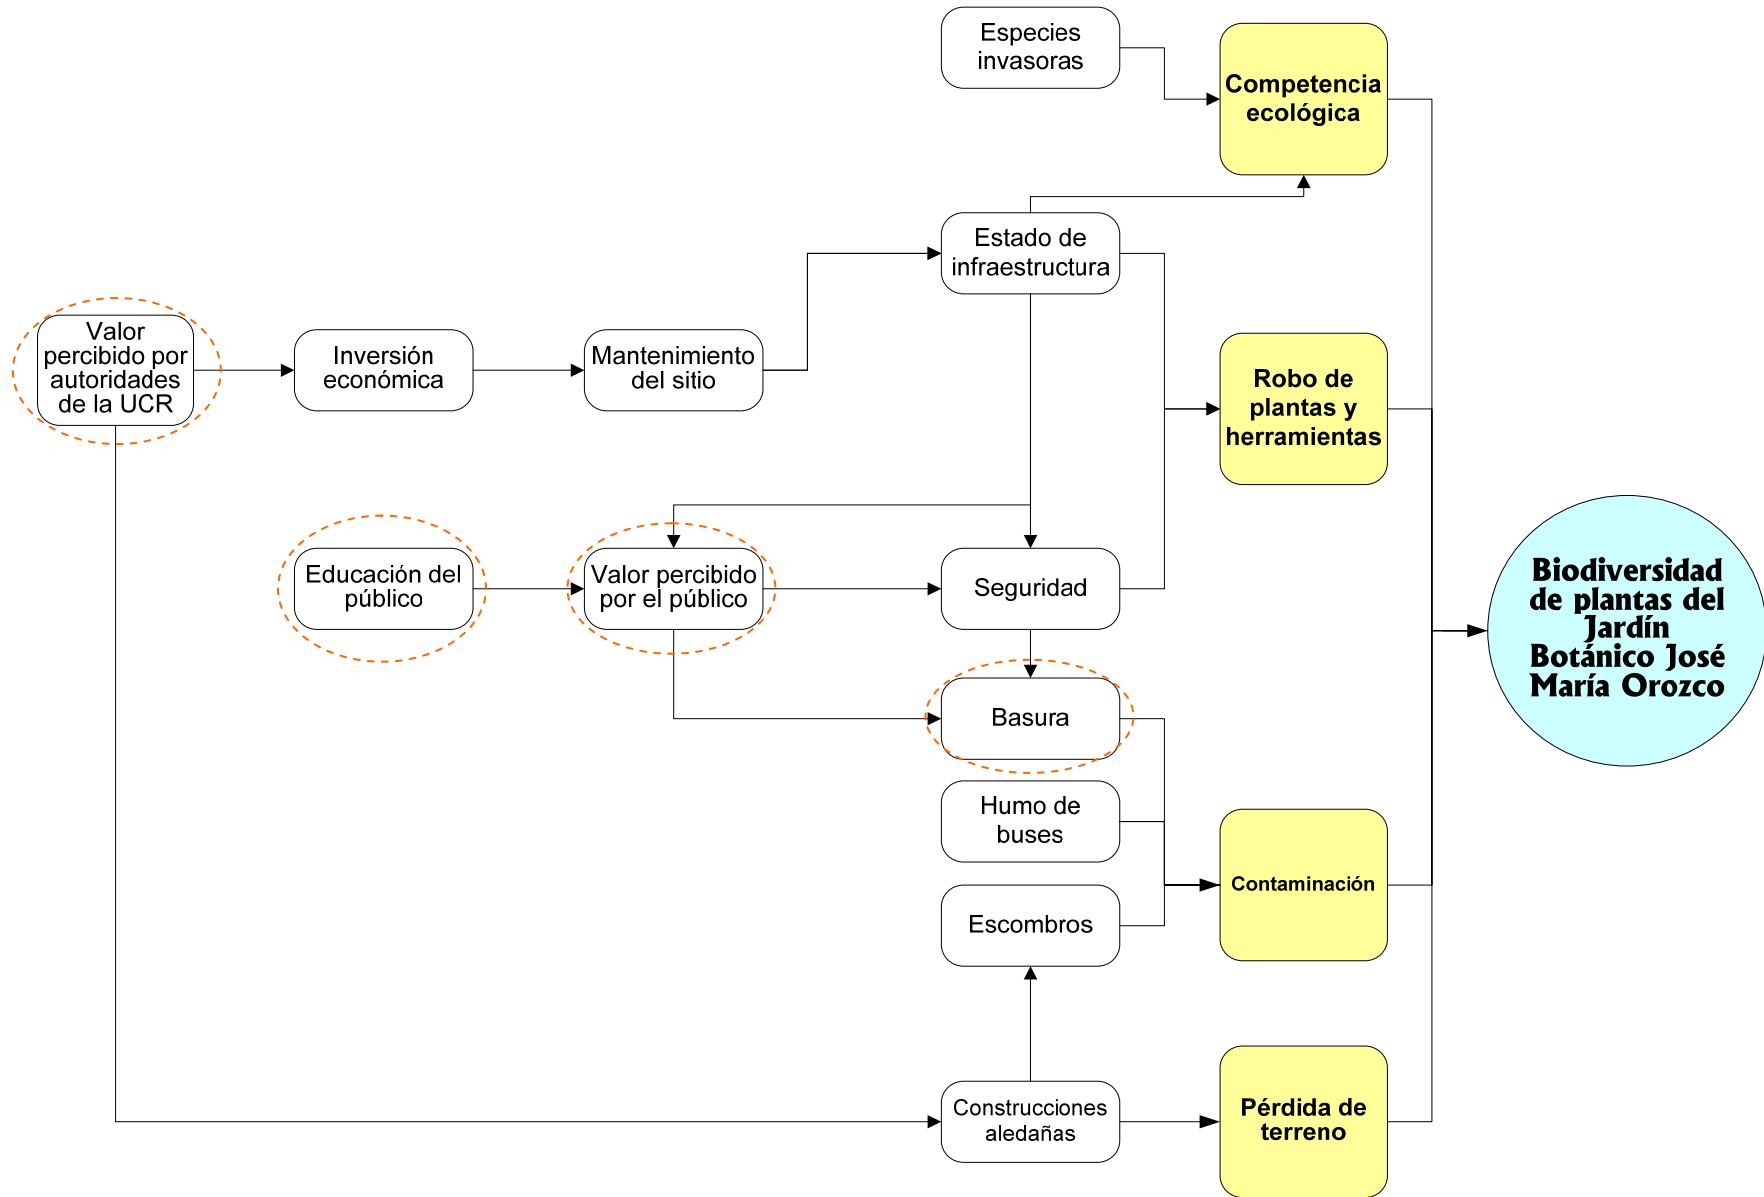 Especies
invasoras
Competencia
ecológica
Estado de
infraestructura
Valor
percibido por
autoridades
de la UCR
Inversión
económica
Mantenimiento
del sitio
Robo de
plantas y
herramientas
Educación del
público
Valor percibido
por el público
Seguridad
Biodiversidad
de plantas del
Jardín
Botánico José
María Orozco
Basura
Humo de
buses
Contaminación
Escombros
Construcciones
aledañas
Pérdida de
terreno